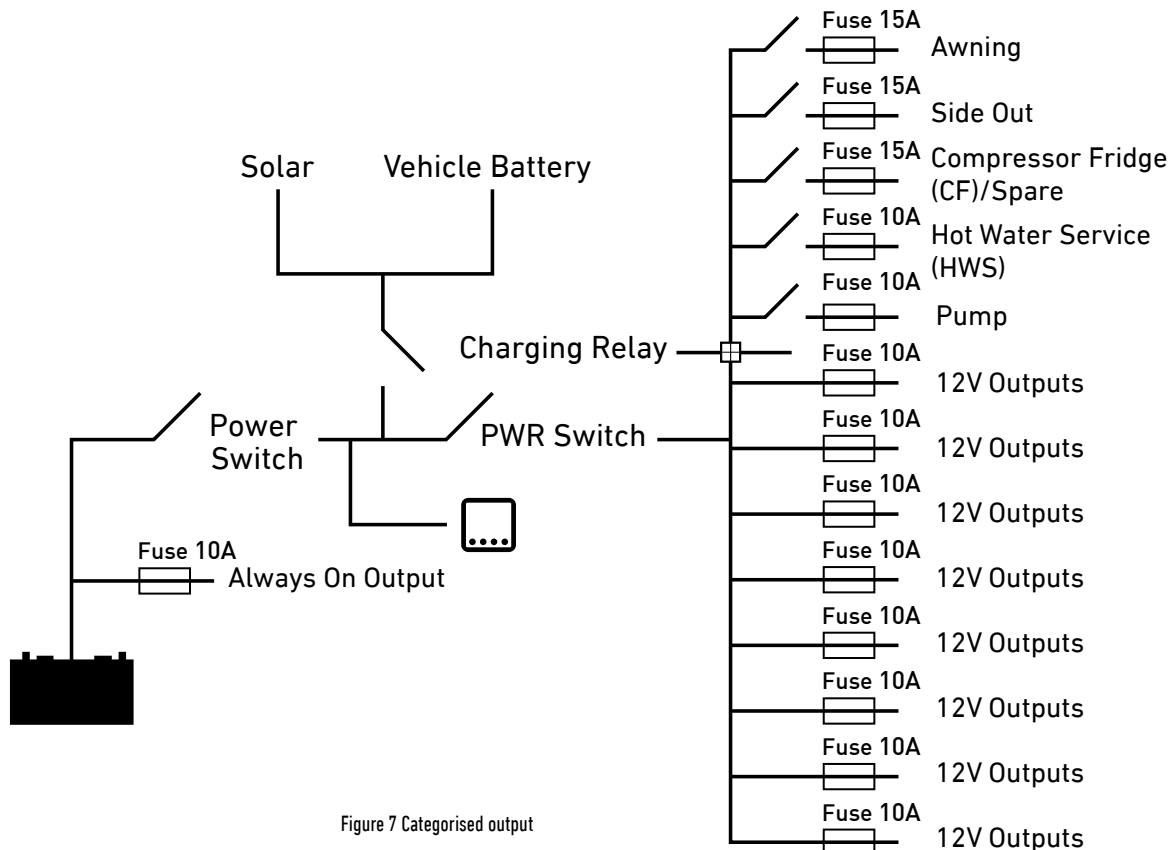 Fuse 15A
Awning
Fuse 15A
Side Out
Solar
Vehicle Battery
Fuse 15A
Compressor Fridge
(CF)/Spare
Fuse 10A
Hot Water Service
(HWS)
Fuse 10A
Pump
Charging Relay
Fuse 10A
12V Outputs
Power
Switch
PWR Switch
Fuse 10A
12V Outputs
Fuse 10A
12V Outputs
Fuse 10A
Always On Output
Fuse 10A
12V Outputs
Fuse 10A
12V Outputs
Fuse 10A
12V Outputs
Fuse 10A
12V Outputs
Fuse 10A
12V Outputs
Figure 7 Categorised output